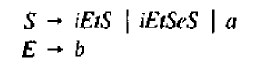 S → iEtS | iEtSeS | a
E → b